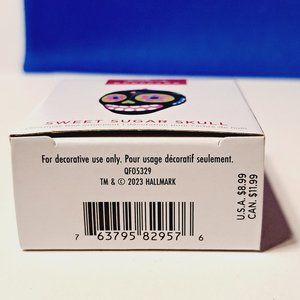 SWEET SUGAR SKULL
For decorative use only. Pour usage décoratif seulement.
QFO5329
TM & © 2023 HALLMARK
7 63795 82957 6
U.S.A. $8.99
CAN. $11.99